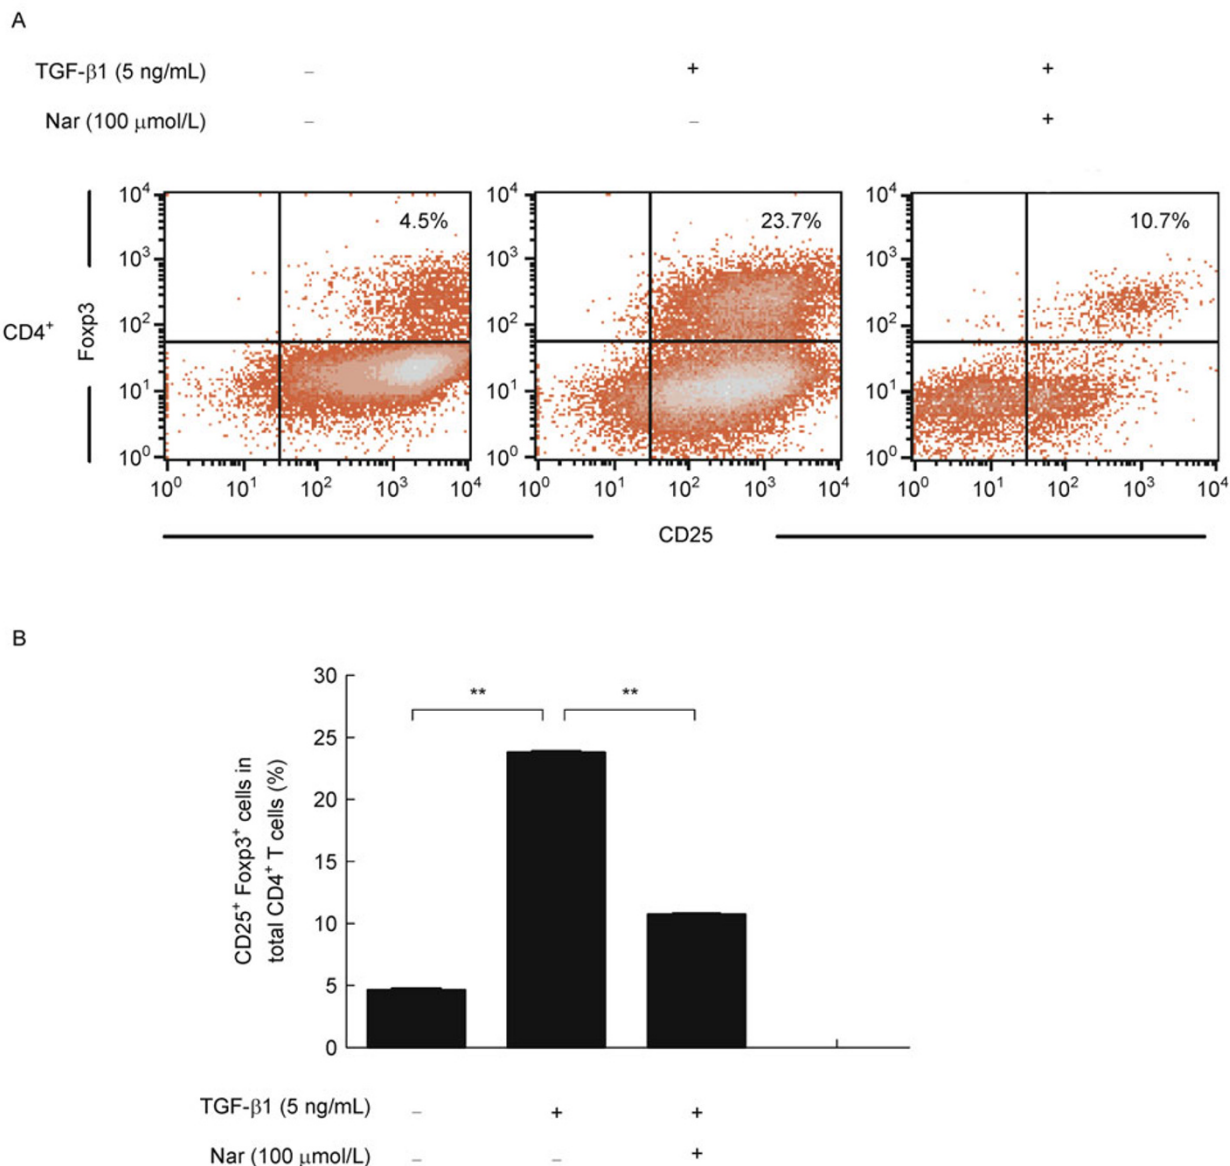 A
TGF-β1 (5 ng/mL) – + +
Nar (100 μmol/L) – – +
4.5% 23.7% 10.7%
CD4⁺
Foxp3
10⁴ 10³ 10² 10¹ 10⁰
10⁴ 10³ 10² 10¹ 10⁰
10⁴ 10³ 10² 10¹ 10⁰
10⁰ 10¹ 10² 10³ 10⁴ 10⁰ 10¹ 10² 10³ 10⁴ 10⁰ 10¹ 10² 10³ 10⁴
CD25
B
CD25⁺ Foxp3⁺ cells in
total CD4⁺ T cells (%)
30
** **
25
20
15
10
5
0
TGF-β1 (5 ng/mL) – + +
Nar (100 μmol/L) – – +